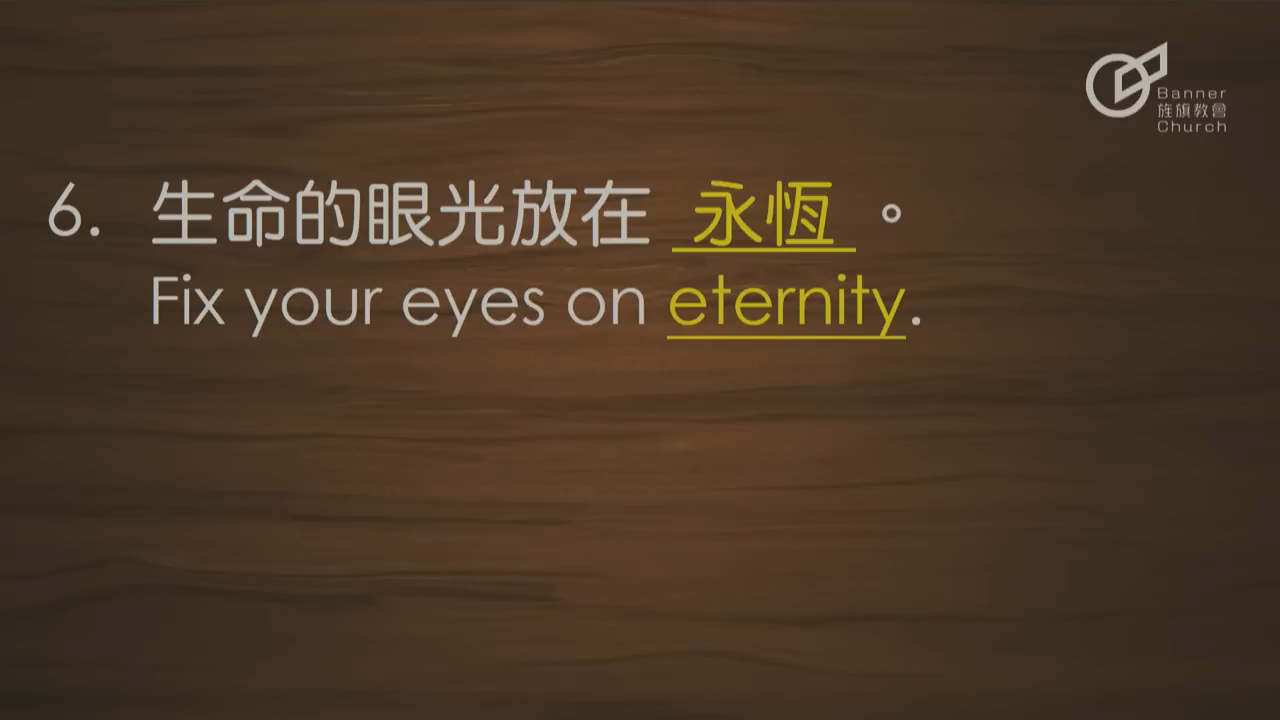 Banner
旌旗教會
Church
6. 生命的眼光放在 永恆 。
Fix your eyes on eternity.